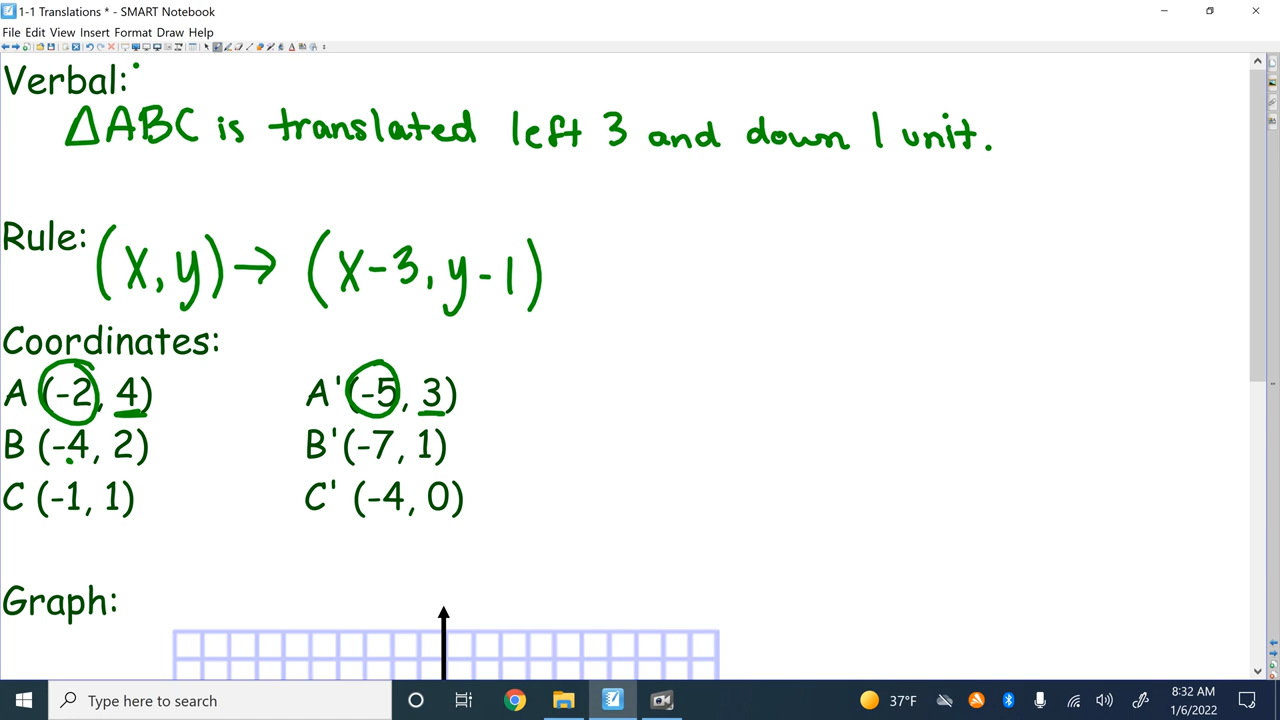 1-1 Translations * - SMART Notebook
File Edit View Insert Format Draw Help
Verbal:
△ABC is translated left 3 and down 1 unit.
Rule: (x, y) → (x-3, y-1)
Coordinates:
A (-2, 4) A'(-5, 3)
B (-4, 2) B'(-7, 1)
C (-1, 1) C' (-4, 0)
Graph:
Type here to search
37°F
8:32 AM
1/6/2022